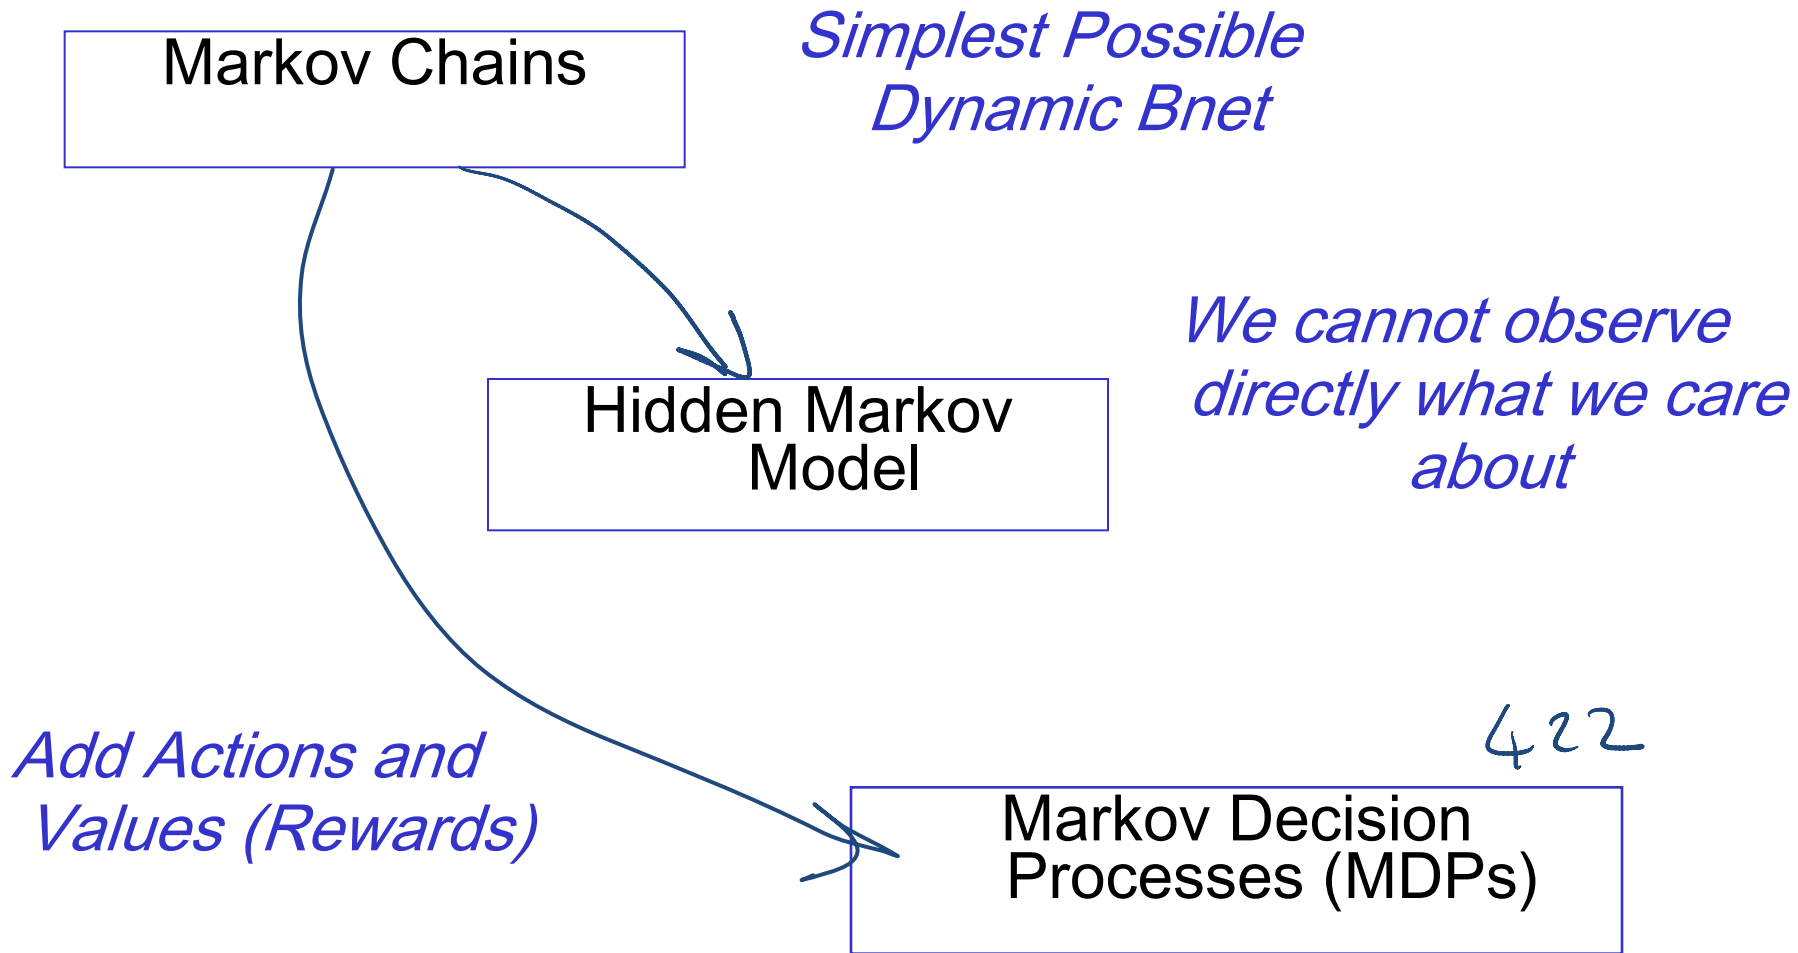 Markov Chains
Simplest Possible
Dynamic Bnet
We cannot observe
directly what we care
about
Hidden Markov
Model
Add Actions and
Values (Rewards)
422
Markov Decision
Processes (MDPs)